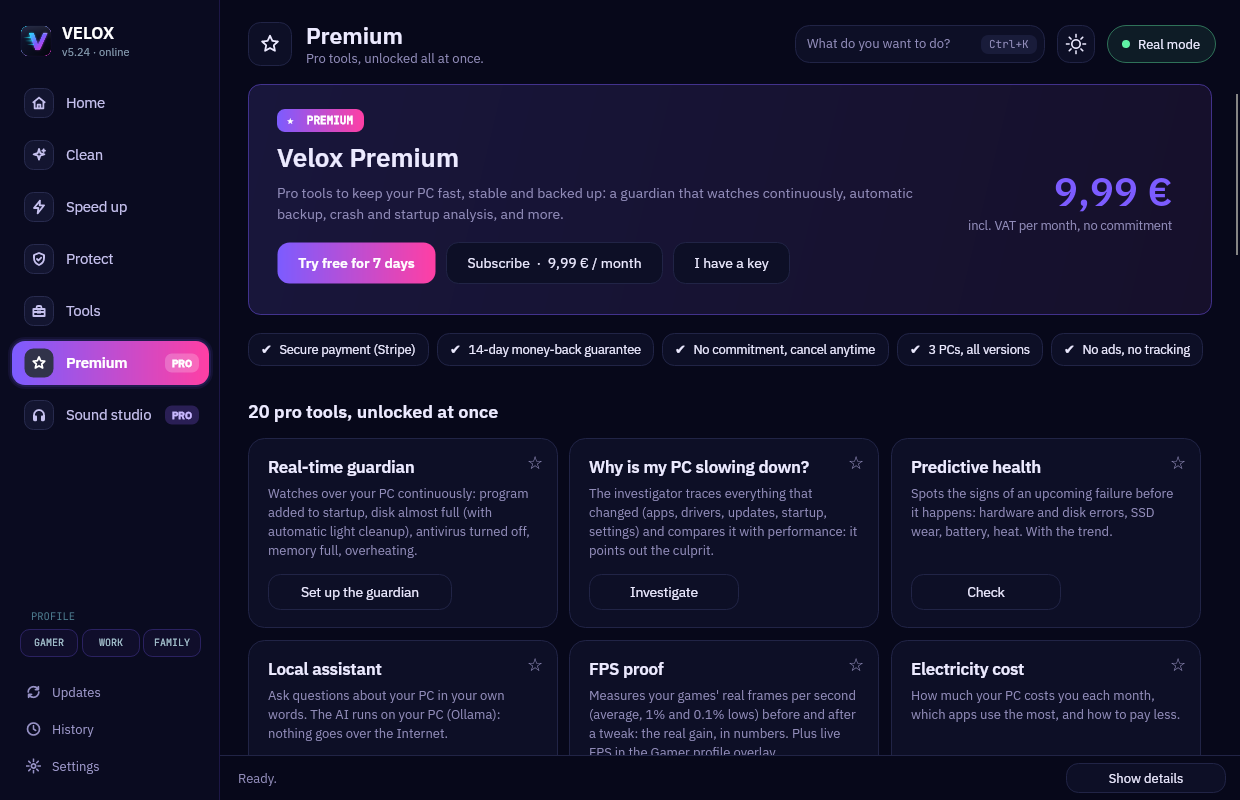 VELOX
v5.24 · online
Home
Clean
Speed up
Protect
Tools
Premium PRO
Sound studio PRO
PROFILE
GAMER WORK FAMILY
Updates
History
Settings
Premium
Pro tools, unlocked all at once.
What do you want to do? Ctrl+K
Real mode
★ PREMIUM
Velox Premium
Pro tools to keep your PC fast, stable and backed up: a guardian that watches continuously, automatic
backup, crash and startup analysis, and more.
9,99 €
incl. VAT per month, no commitment
Try free for 7 days
Subscribe · 9,99 € / month
I have a key
✔ Secure payment (Stripe)
✔ 14-day money-back guarantee
✔ No commitment, cancel anytime
✔ 3 PCs, all versions
✔ No ads, no tracking
20 pro tools, unlocked at once
Real-time guardian ☆
Watches over your PC continuously: program
added to startup, disk almost full (with
automatic light cleanup), antivirus turned off,
memory full, overheating.
Set up the guardian
Why is my PC slowing down? ☆
The investigator traces everything that
changed (apps, drivers, updates, startup,
settings) and compares it with performance: it
points out the culprit.
Investigate
Predictive health ☆
Spots the signs of an upcoming failure before
it happens: hardware and disk errors, SSD
wear, battery, heat. With the trend.
Check
Local assistant ☆
Ask questions about your PC in your own
words. The AI runs on your PC (Ollama):
nothing goes over the Internet.
FPS proof ☆
Measures your games' real frames per second
(average, 1% and 0.1% lows) before and after
a tweak: the real gain, in numbers. Plus live
FPS in the Gamer profile overlay.
Electricity cost ☆
How much your PC costs you each month,
which apps use the most, and how to pay less.
Ready.
Show details